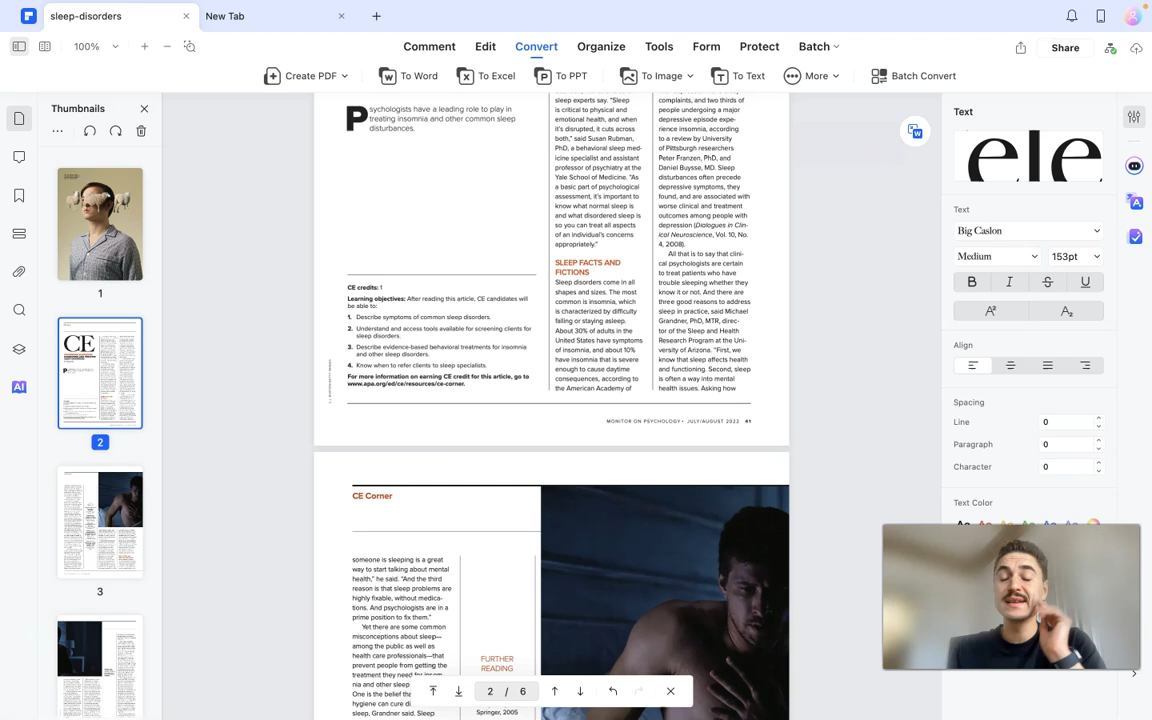 sleep-disorders
New Tab
100%
Comment Edit Convert Organize Tools Form Protect Batch
Share
Create PDF To Word To Excel To PPT To Image To Text More Batch Convert
Thumbnails
1
2
3
CE
AI
Psychologists have a leading role to play in
treating insomnia and other common sleep
disturbances.
CE credits: 1
Learning objectives: After reading this article, CE candidates will
be able to:
1. Describe symptoms of common sleep disorders.
2. Understand and access tools available for screening clients for
sleep disorders.
3. Describe evidence-based behavioral treatments for insomnia
and other sleep disorders.
4. Know when to refer clients to sleep specialists.
For more information on earning CE credit for this article, go to
www.apa.org/ed/ce/resources/ce-corner.
sleep experts say. “Sleep
is critical to physical and
emotional health, and when
it’s disrupted, it cuts across
both,” said Susan Rubman,
PhD, a behavioral sleep med-
icine specialist and assistant
professor of psychiatry at the
Yale School of Medicine. “As
a basic part of psychological
assessment, it’s important to
know what normal sleep is
and what disordered sleep is
so you can treat all aspects
of an individual’s concerns
appropriately.”
SLEEP FACTS AND
FICTIONS
Sleep disorders come in all
shapes and sizes. The most
common is insomnia, which
is characterized by difficulty
falling or staying asleep.
About 30% of adults in the
United States have symptoms
of insomnia, and about 10%
have insomnia that is severe
enough to cause daytime
consequences, according to
the American Academy of
complaints, and two thirds of
people undergoing a major
depressive episode expe-
rience insomnia, according
to a review by University
of Pittsburgh researchers
Peter Franzen, PhD, and
Daniel Buysse, MD. Sleep
disturbances often precede
depressive symptoms, they
found, and are associated with
worse clinical and treatment
outcomes among people with
depression (Dialogues in Clin-
ical Neuroscience, Vol. 10, No.
4, 2008).
All that is to say that clini-
cal psychologists are certain
to treat patients who have
trouble sleeping whether they
know it or not. And there are
three good reasons to address
sleep in practice, said Michael
Grandner, PhD, MTR, direc-
tor of the Sleep and Health
Research Program at the Uni-
versity of Arizona. “First, we
know that sleep affects health
and functioning. Second, sleep
is often a way into mental
health issues. Asking how
MONITON ON PSYCHOLOGY • JULY/AUGUST 2022 41
CE Corner
someone is sleeping is a great
way to start talking about mental
health,” he said. “And the third
reason is that sleep problems are
highly fixable, without medica-
tions. And psychologists are in a
prime position to fix them.”
Yet there are some common
misconceptions about sleep—
among the public as well as
health care professionals—that
prevent people from getting the
treatment they need
nia and other sleep
One is the belief
hygiene can cure
sleep, Grandner said. Sleep
FURTHER
READING
Springer, 2005
2 / 6
Text
ele
Text
Big Caslon
Medium 153pt
B I S U
A² A₂
Align
Spacing
Line 0
Paragraph 0
Character 0
Text Color